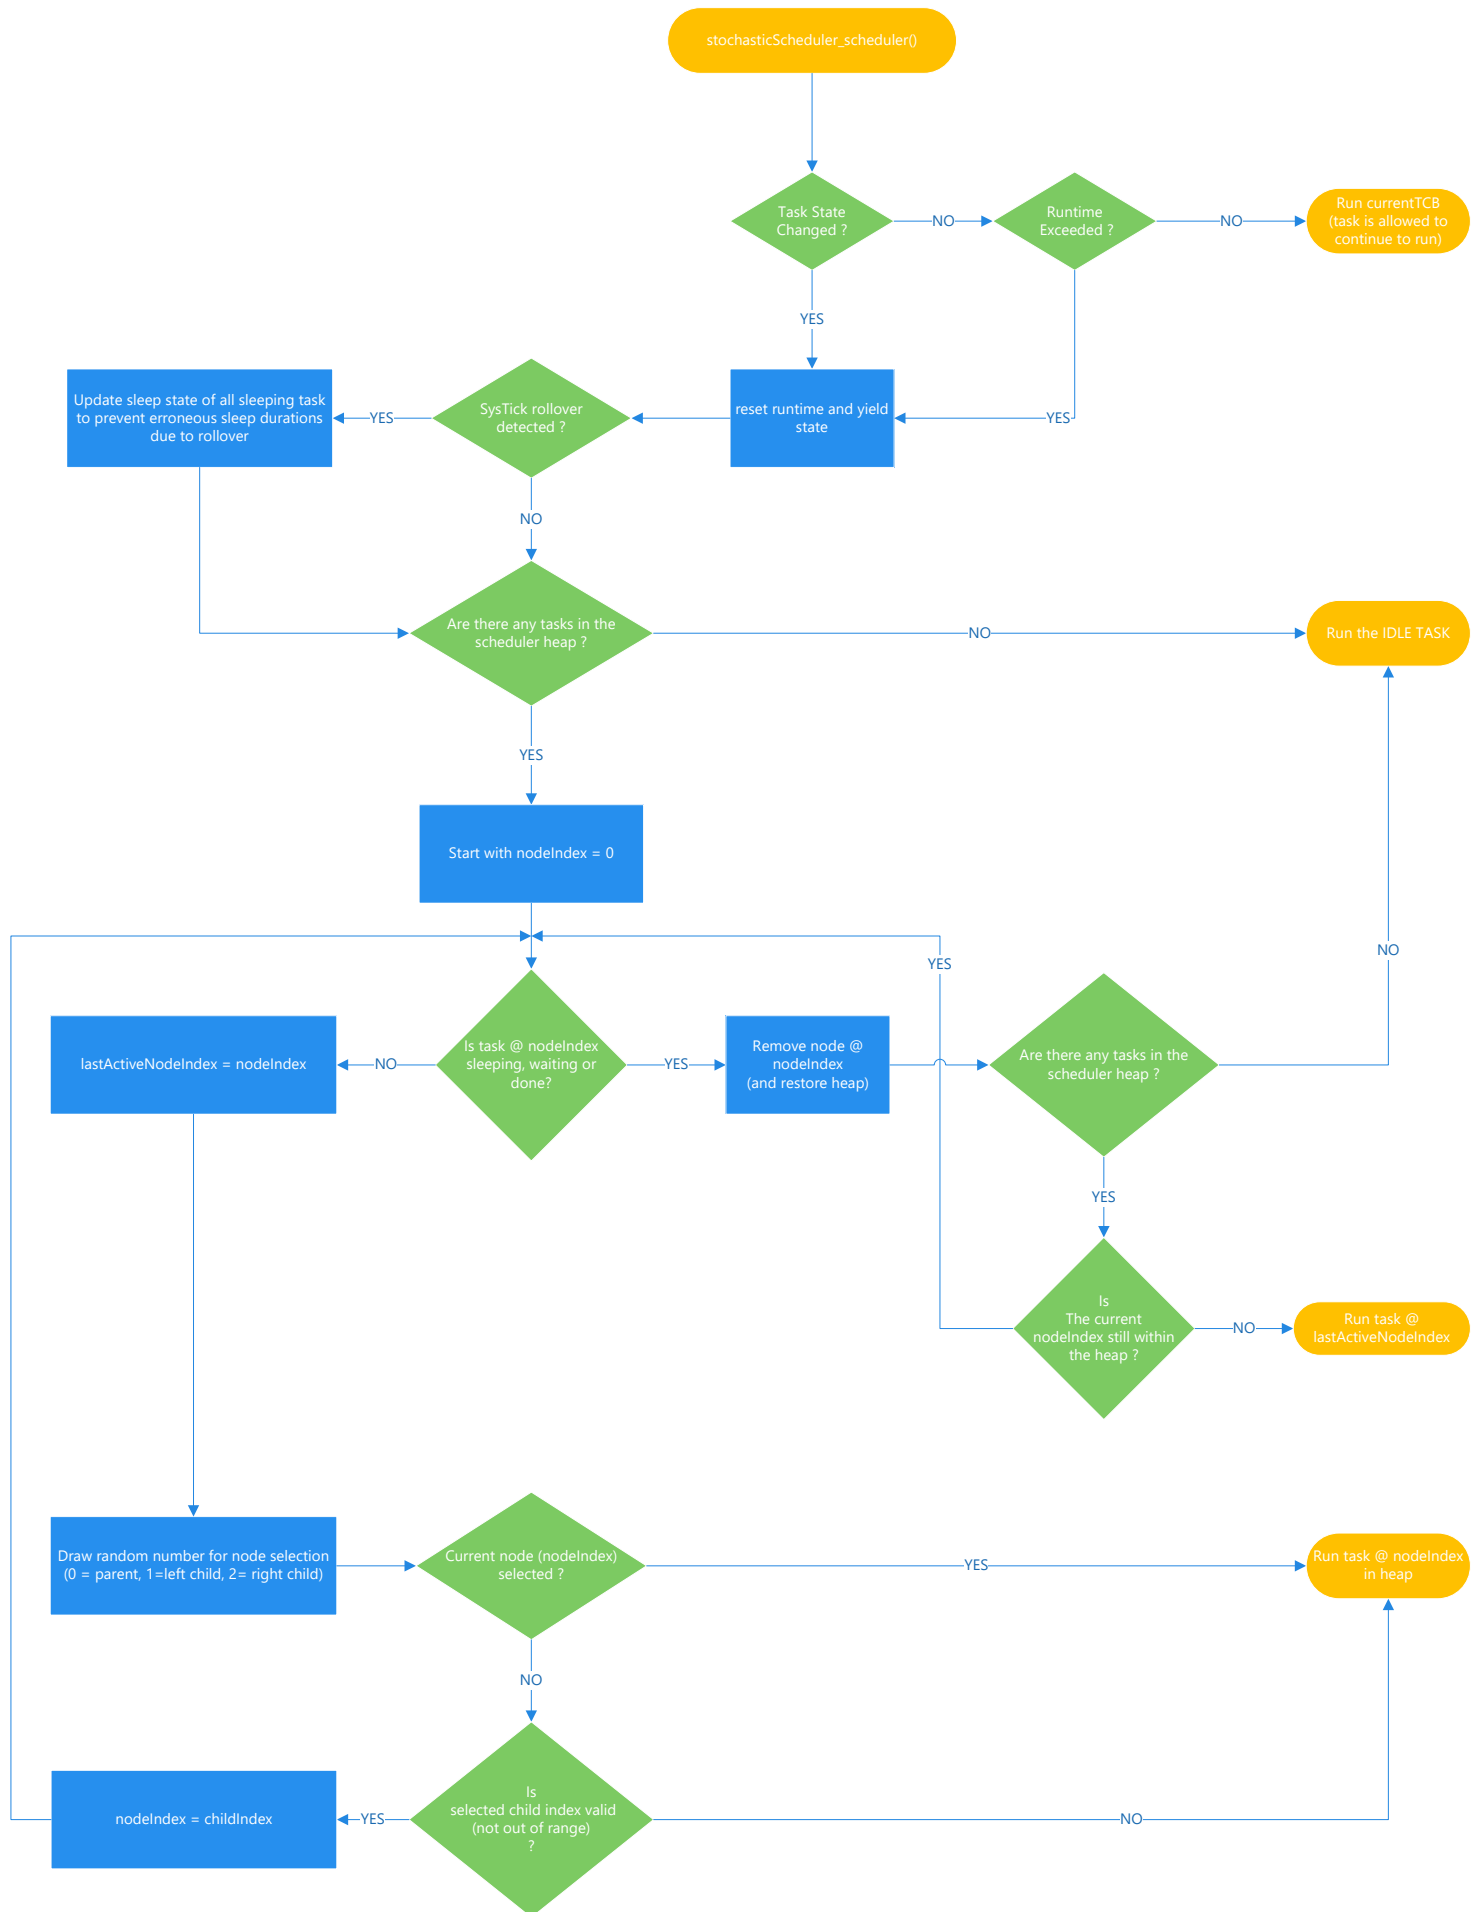 stochasticScheduler_scheduler()
Task State
Changed ?
NO
Runtime
Exceeded ?
NO
Run currentTCB
(task is allowed to
continue to run)
YES
Update sleep state of all sleeping task
to prevent erroneous sleep durations
due to rollover
YES
SysTick rollover
detected ?
reset runtime and yield
state
YES
NO
Are there any tasks in the
scheduler heap ?
NO
Run the IDLE TASK
YES
Start with nodeIndex = 0
YES
NO
lastActiveNodeIndex = nodeIndex
NO
Is task @ nodeIndex
sleeping, waiting or
done?
YES
Remove node @
nodeIndex
(and restore heap)
Are there any tasks in the
scheduler heap ?
YES
Is
The current
nodeIndex still within
the heap ?
NO
Run task @
lastActiveNodeIndex
Draw random number for node selection
(0 = parent, 1=left child, 2= right child)
Current node (nodeIndex)
selected ?
YES
Run task @ nodeIndex
in heap
NO
nodeIndex = childIndex
YES
Is
selected child index valid
(not out of range)
?
NO